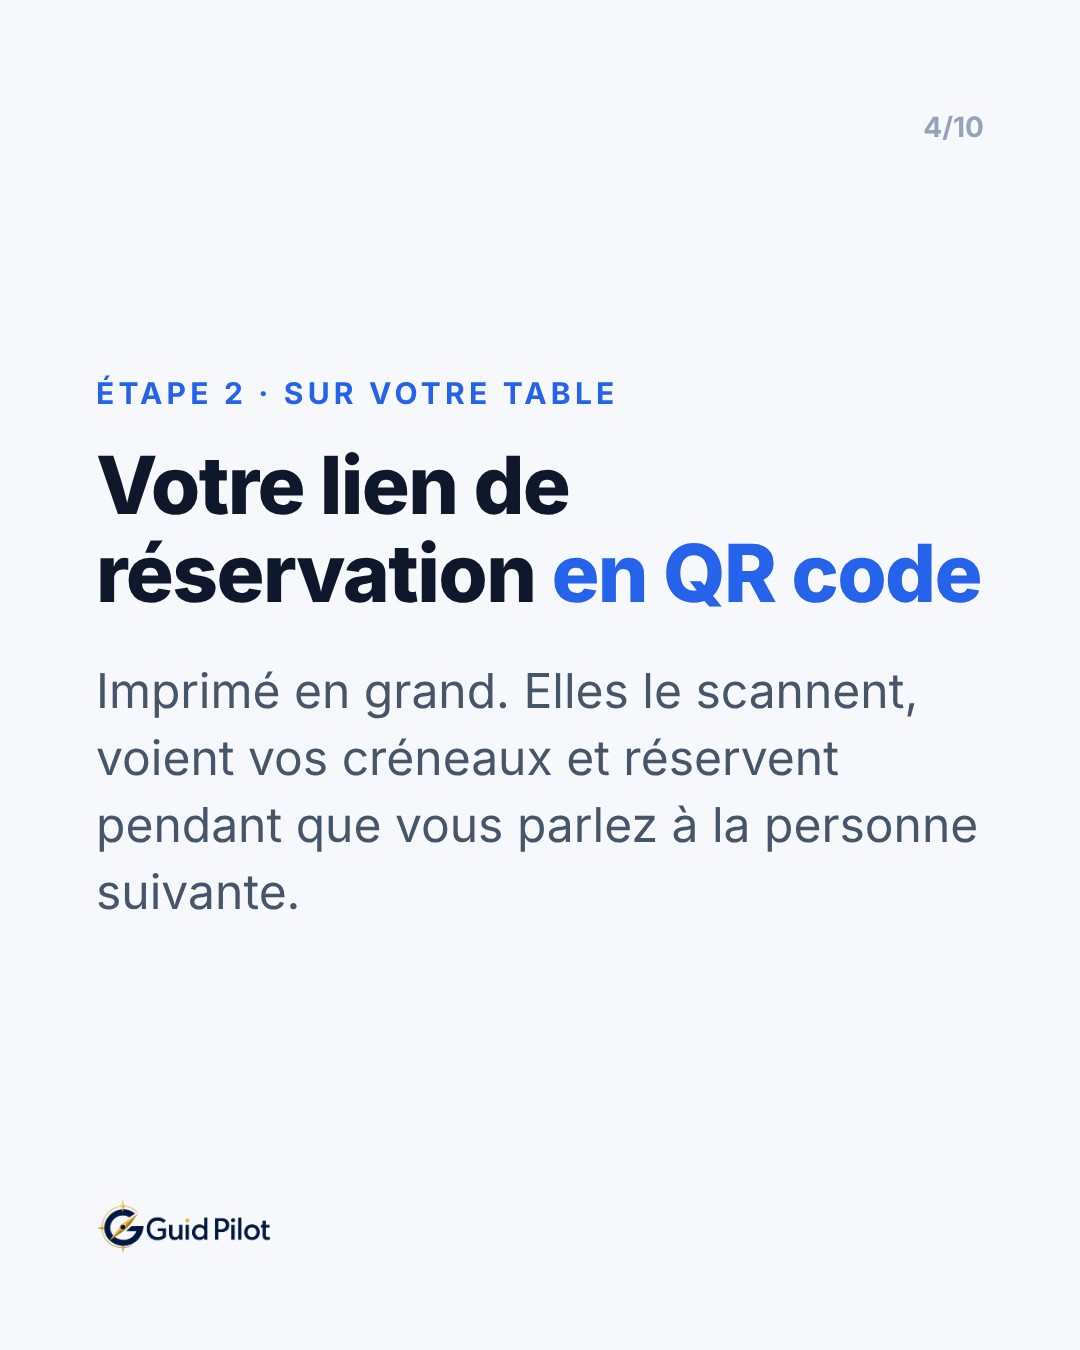 4/10
ÉTAPE 2 · SUR VOTRE TABLE
Votre lien de
réservation en QR code
Imprimé en grand. Elles le scannent,
voient vos créneaux et réservent
pendant que vous parlez à la personne
suivante.
Guid Pilot